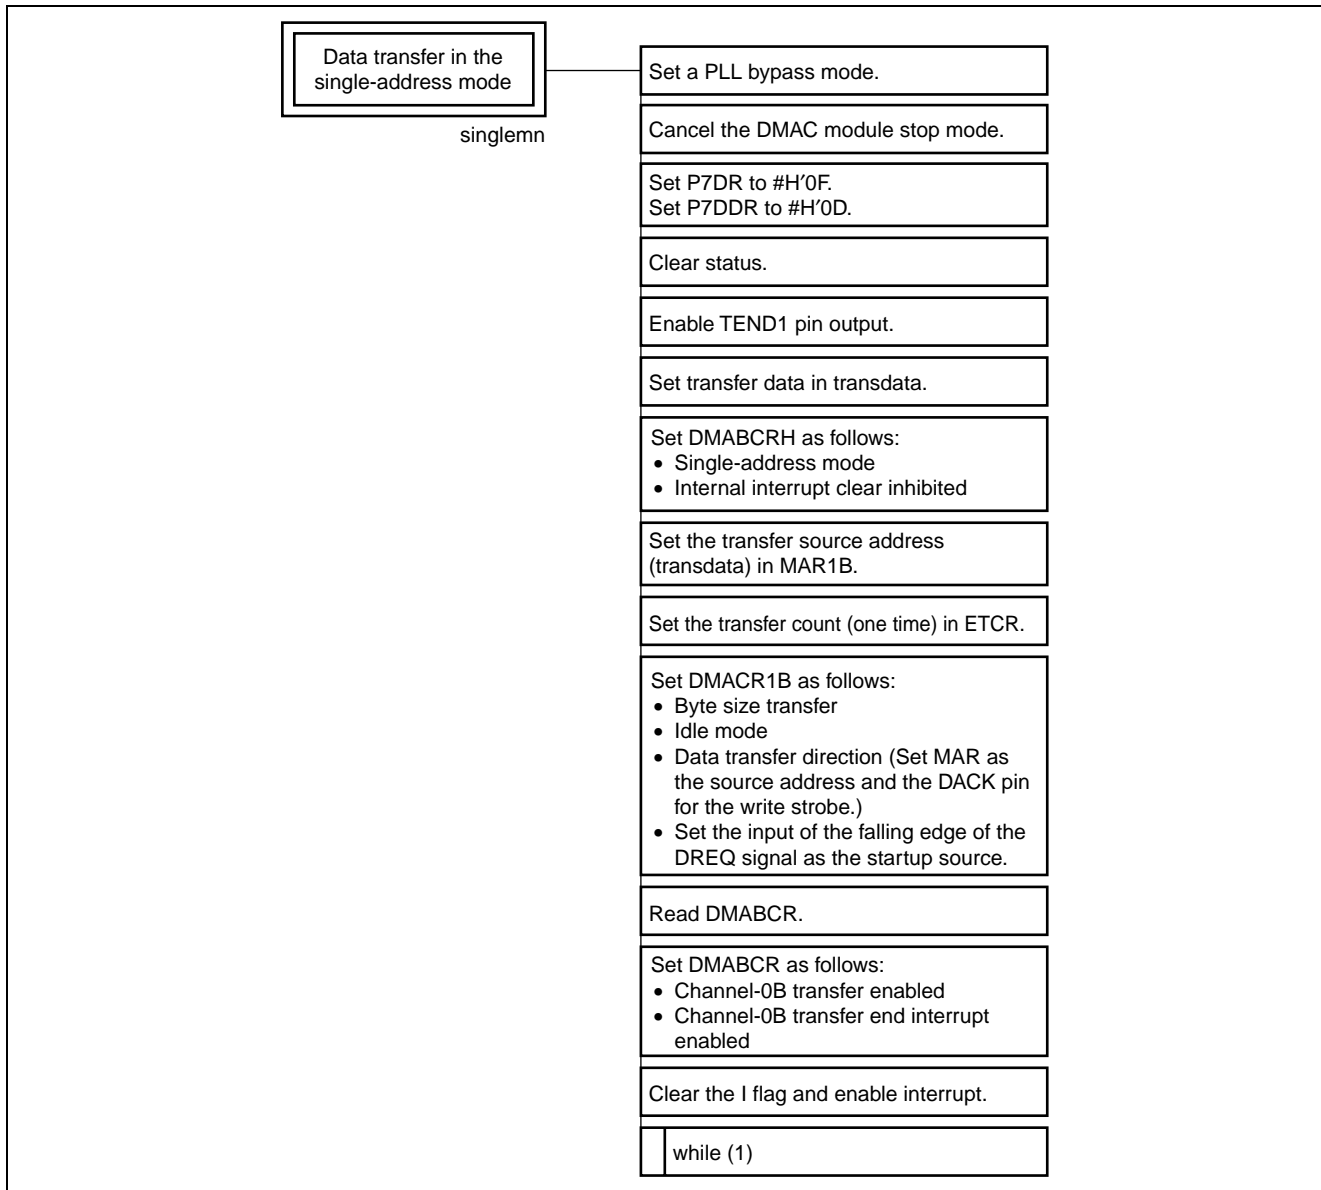 Data transfer in the
single-address mode
singlemn
Set a PLL bypass mode.
Cancel the DMAC module stop mode.
Set P7DR to #H′0F.
Set P7DDR to #H′0D.
Clear status.
Enable TEND1 pin output.
Set transfer data in transdata.
Set DMABCRH as follows:
• Single-address mode
• Internal interrupt clear inhibited
Set the transfer source address
(transdata) in MAR1B.
Set the transfer count (one time) in ETCR.
Set DMACR1B as follows:
• Byte size transfer
• Idle mode
• Data transfer direction (Set MAR as
the source address and the DACK pin
for the write strobe.)
• Set the input of the falling edge of the
DREQ signal as the startup source.
Read DMABCR.
Set DMABCR as follows:
• Channel-0B transfer enabled
• Channel-0B transfer end interrupt
enabled
Clear the I flag and enable interrupt.
while (1)